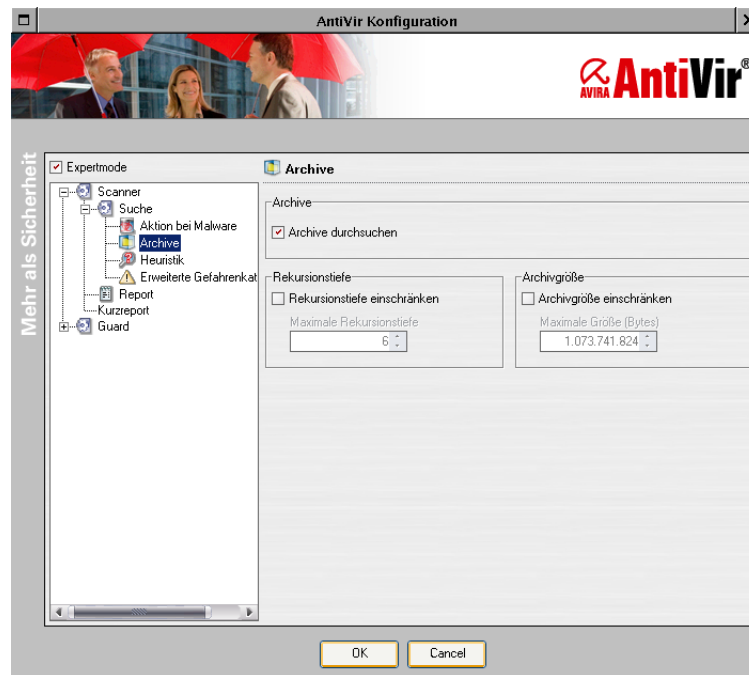 AntiVir Konfiguration
AVIRA AntiVir®
Mehr als Sicherheit
Expertmode
Scanner
Suche
Aktion bei Malware
Archive
Heuristik
Erweiterte Gefahrenkat
Report
Kurzreport
Guard
Archive
Archive
Archive durchsuchen
Rekursionstiefe
Rekursionstiefe einschränken
Maximale Rekursionstiefe
6
Archivgröße
Archivgröße einschränken
Maximale Größe (Bytes)
1.073.741.824
OK
Cancel